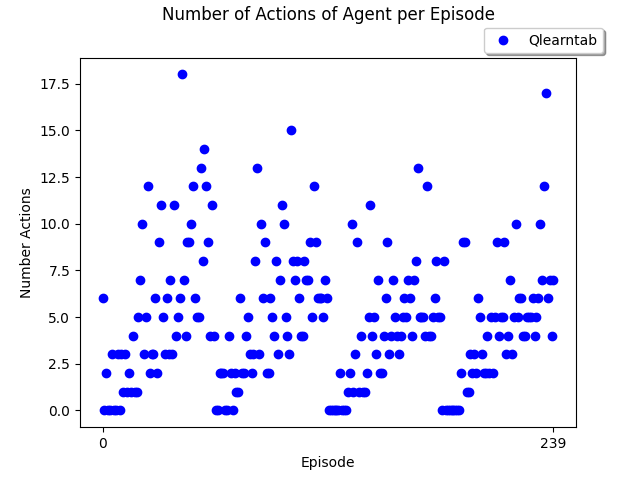 Number of Actions of Agent per Episode
Qlearntab
17.5
15.0
12.5
10.0
7.5
5.0
2.5
0.0
Number Actions
0
239
Episode